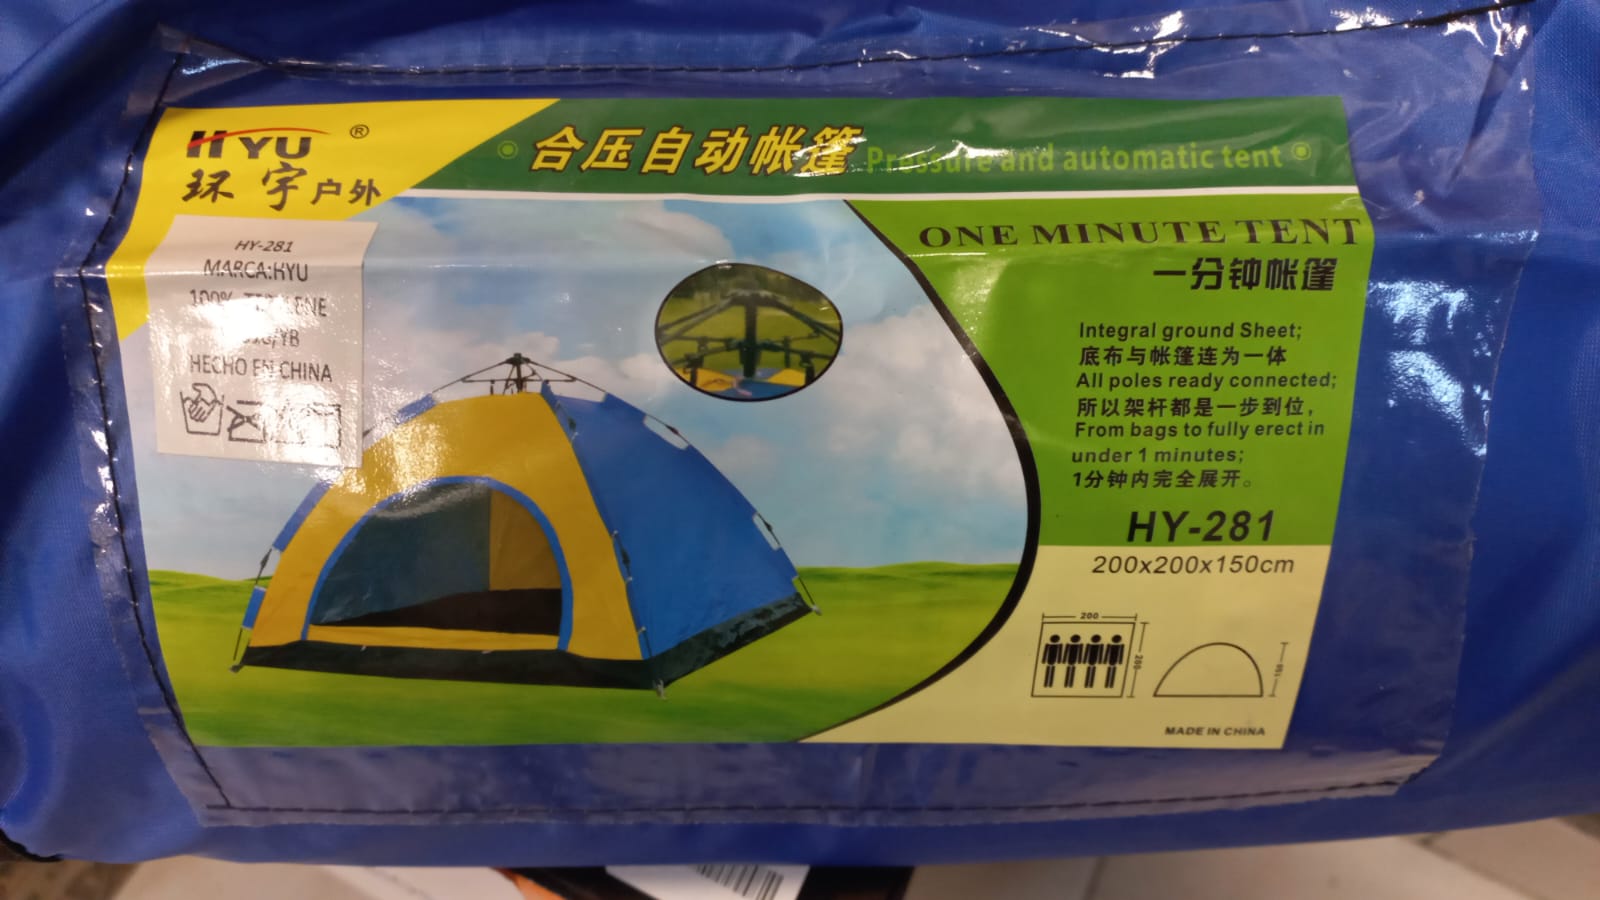 HYU®
环宇户外
合压自动帐篷 Pressure and automatic tent
HY-281
MARCA:HYU
100%
HECHO EN CHINA
ONE MINUTE TENT
一分钟帐篷
Integral ground Sheet;
底布与帐篷连为一体
All poles ready connected;
所以架杆都是一步到位,
From bags to fully erect in
under 1 minutes;
1分钟内完全展开。
HY-281
200x200x150cm
200
MADE IN CHINA